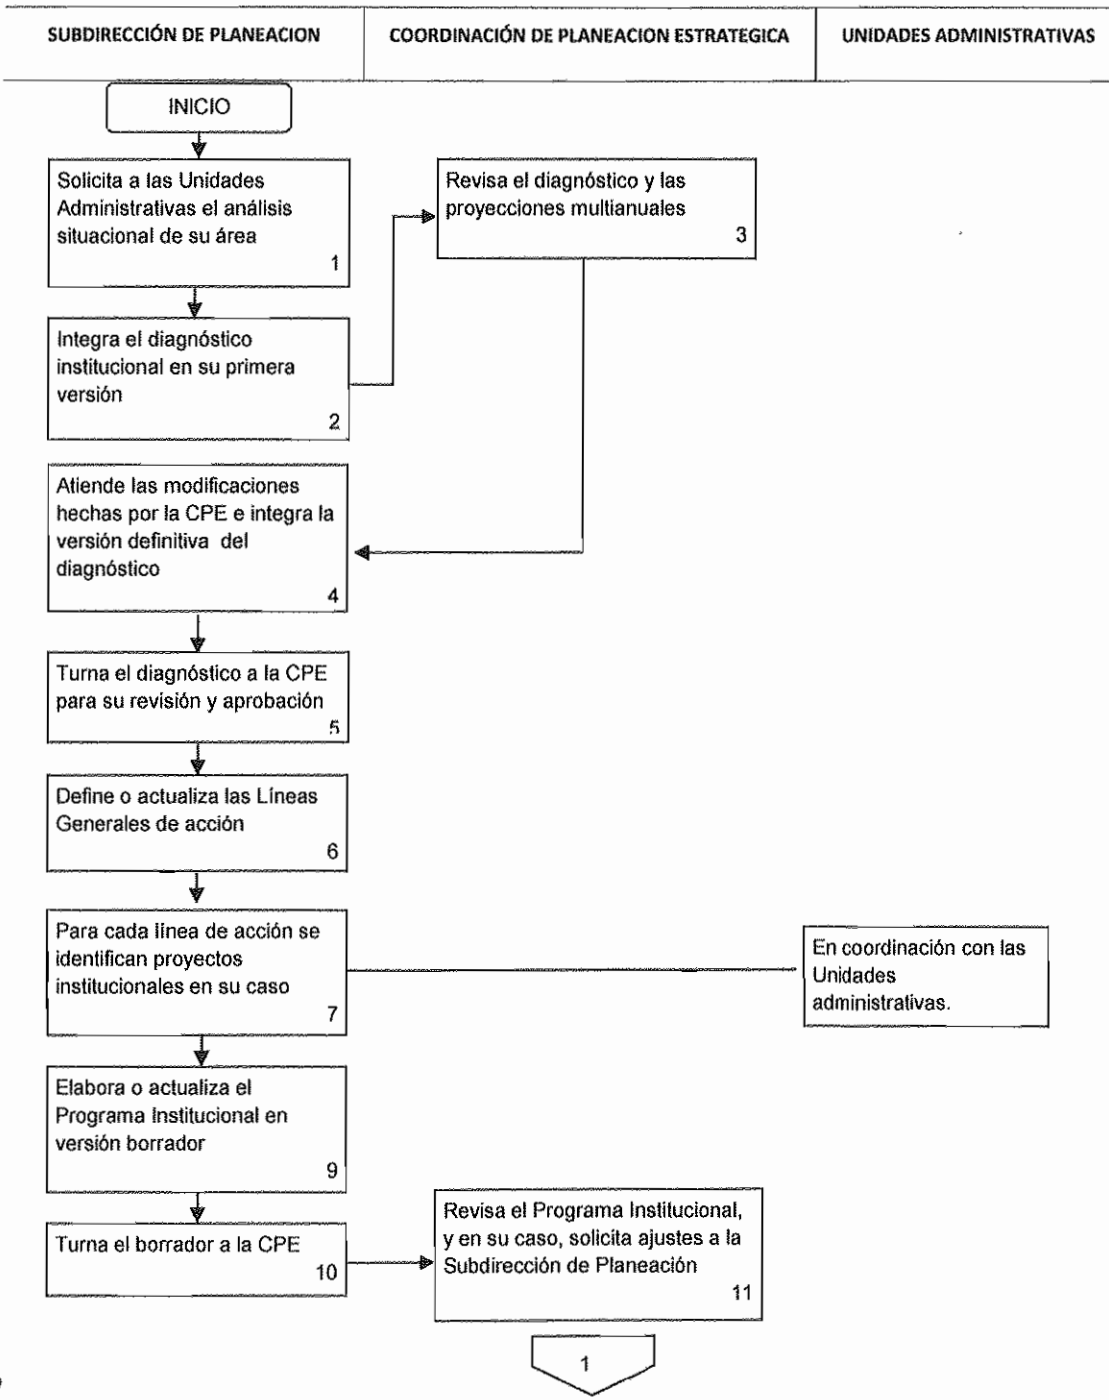 SUBDIRECCIÓN DE PLANEACION
COORDINACIÓN DE PLANEACION ESTRATEGICA
UNIDADES ADMINISTRATIVAS
INICIO
Solicita a las Unidades
Administrativas el análisis
situacional de su área
1
Integra el diagnóstico
institucional en su primera
versión
2
Revisa el diagnóstico y las
proyecciones multianuales
3
Atiende las modificaciones
hechas por la CPE e integra la
versión definitiva del
diagnóstico
4
Turna el diagnóstico a la CPE
para su revisión y aprobación
5
Define o actualiza las Líneas
Generales de acción
6
Para cada línea de acción se
identifican proyectos
institucionales en su caso
7
En coordinación con las
Unidades
administrativas.
Elabora o actualiza el
Programa Institucional en
versión borrador
9
Turna el borrador a la CPE
10
Revisa el Programa Institucional,
y en su caso, solicita ajustes a la
Subdirección de Planeación
11
1